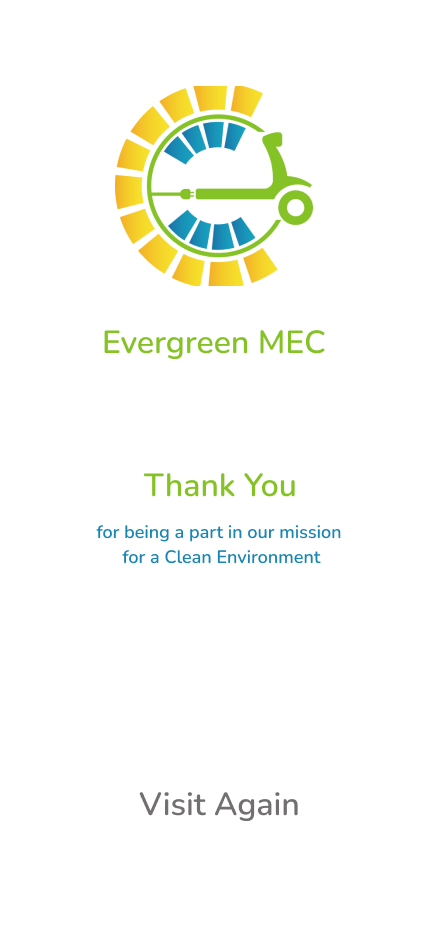 Evergreen MEC
Thank You
for being a part in our mission
for a Clean Environment
Visit Again